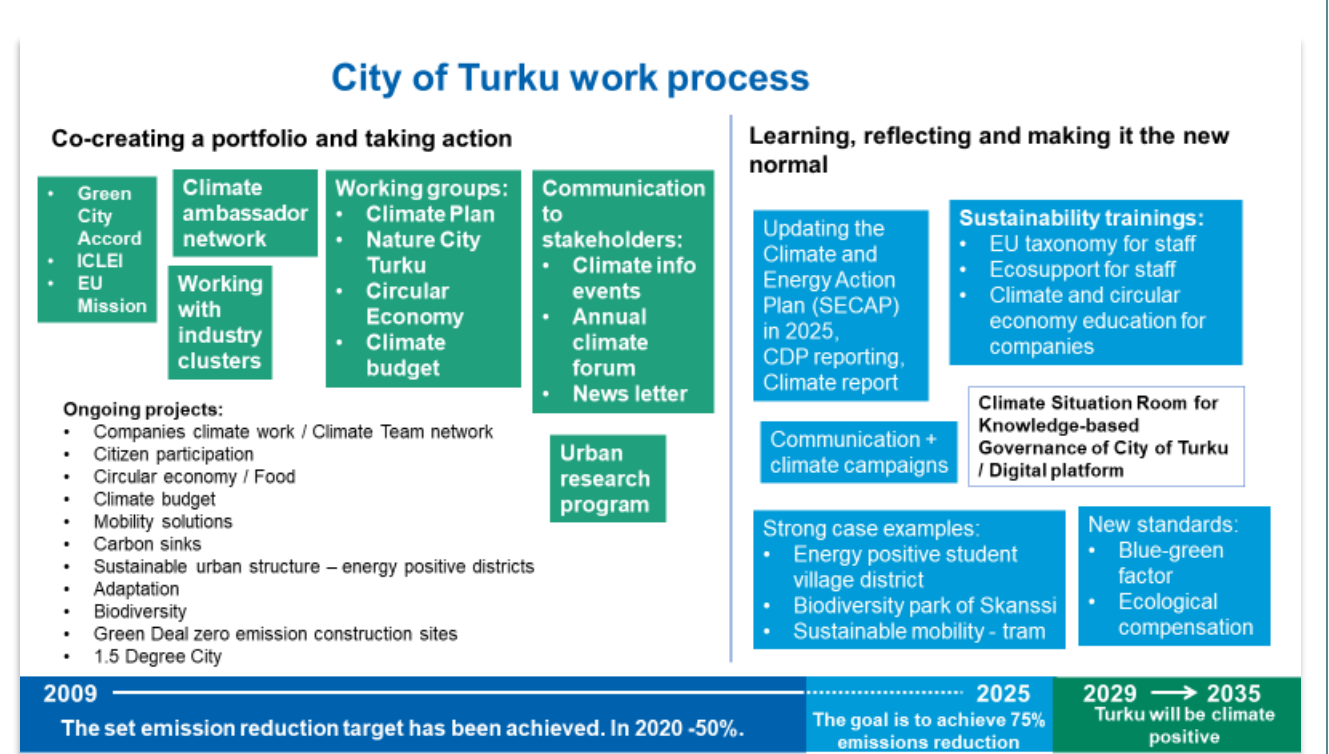 City of Turku work process
Co-creating a portfolio and taking action
• Green
City
Accord
• ICLEI
• EU
Mission
Climate
ambassador
network
Working
with
industry
clusters
Working groups:
• Climate Plan
• Nature City
Turku
• Circular
Economy
• Climate
budget
Communication
to
stakeholders:
• Climate info
events
• Annual
climate
forum
• News letter
Urban
research
program
Ongoing projects:
• Companies climate work / Climate Team network
• Citizen participation
• Circular economy / Food
• Climate budget
• Mobility solutions
• Carbon sinks
• Sustainable urban structure – energy positive districts
• Adaptation
• Biodiversity
• Green Deal zero emission construction sites
• 1.5 Degree City
Learning, reflecting and making it the new
normal
Updating the
Climate and
Energy Action
Plan (SECAP)
in 2025,
CDP reporting,
Climate report
Sustainability trainings:
• EU taxonomy for staff
• Ecosupport for staff
• Climate and circular
economy education for
companies
Climate Situation Room for
Knowledge-based
Governance of City of Turku
/ Digital platform
Communication +
climate campaigns
Strong case examples:
• Energy positive student
village district
• Biodiversity park of Skanssi
• Sustainable mobility - tram
New standards:
• Blue-green
factor
• Ecological
compensation
2009
The set emission reduction target has been achieved. In 2020 -50%.
2025
The goal is to achieve 75%
emissions reduction
2029 → 2035
Turku will be climate
positive